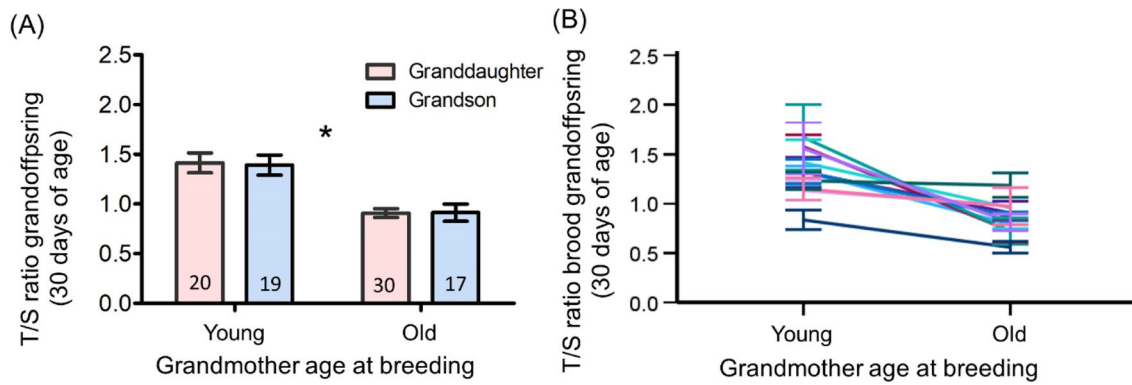 (A)
T/S ratio grandoffpsring
(30 days of age)
2.5
2.0
1.5
1.0
0.5
0.0
Granddaughter
Grandson
*
20
19
30
17
Young
Old
Grandmother age at breeding
(B)
T/S ratio brood grandoffpsring
(30 days of age)
2.5
2.0
1.5
1.0
0.5
0.0
Young
Old
Grandmother age at breeding